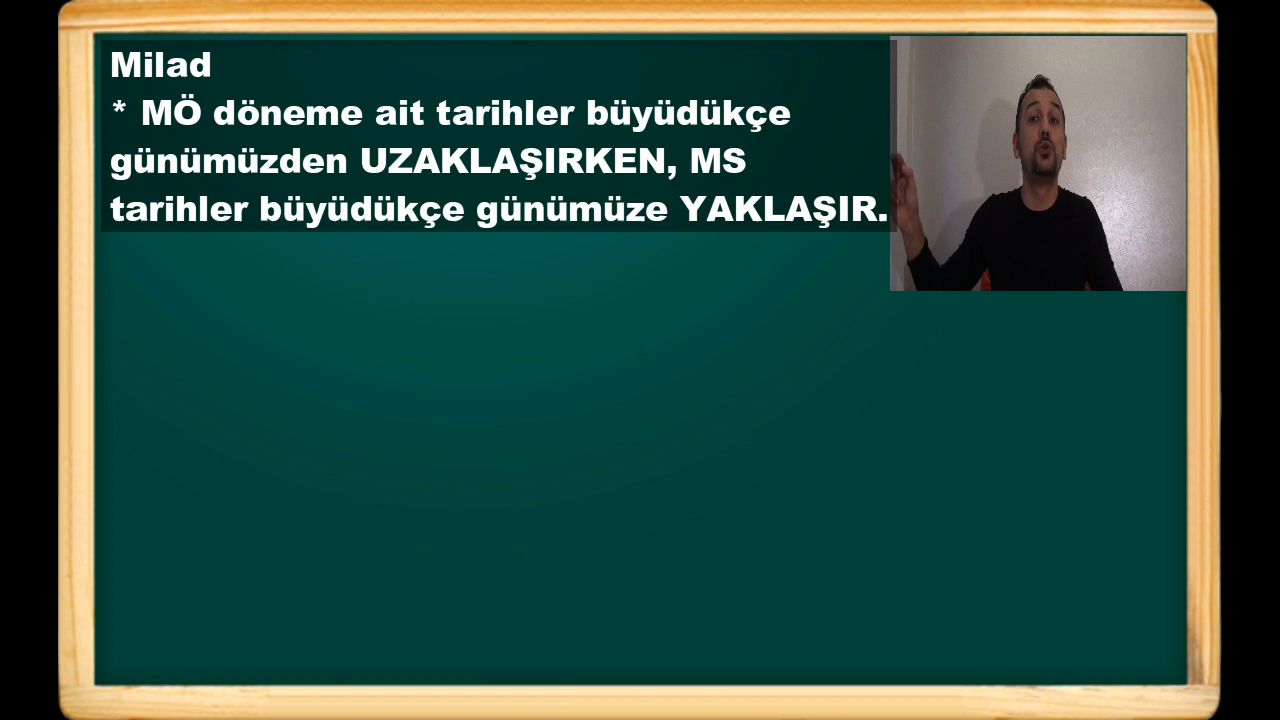 Milad
* MÖ döneme ait tarihler büyüdükçe
günümüzden UZAKLAŞIRKEN, MS
tarihler büyüdükçe günümüze YAKLAŞIR.